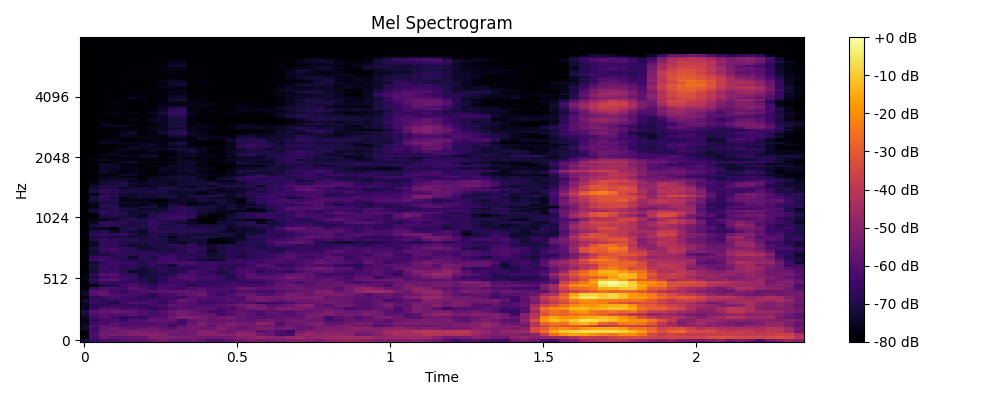 Mel Spectrogram
+0 dB
-10 dB
4096
-20 dB
2048
-30 dB
Hz
-40 dB
1024
-50 dB
512
-60 dB
-70 dB
0
-80 dB
0 0.5 1 1.5 2
Time